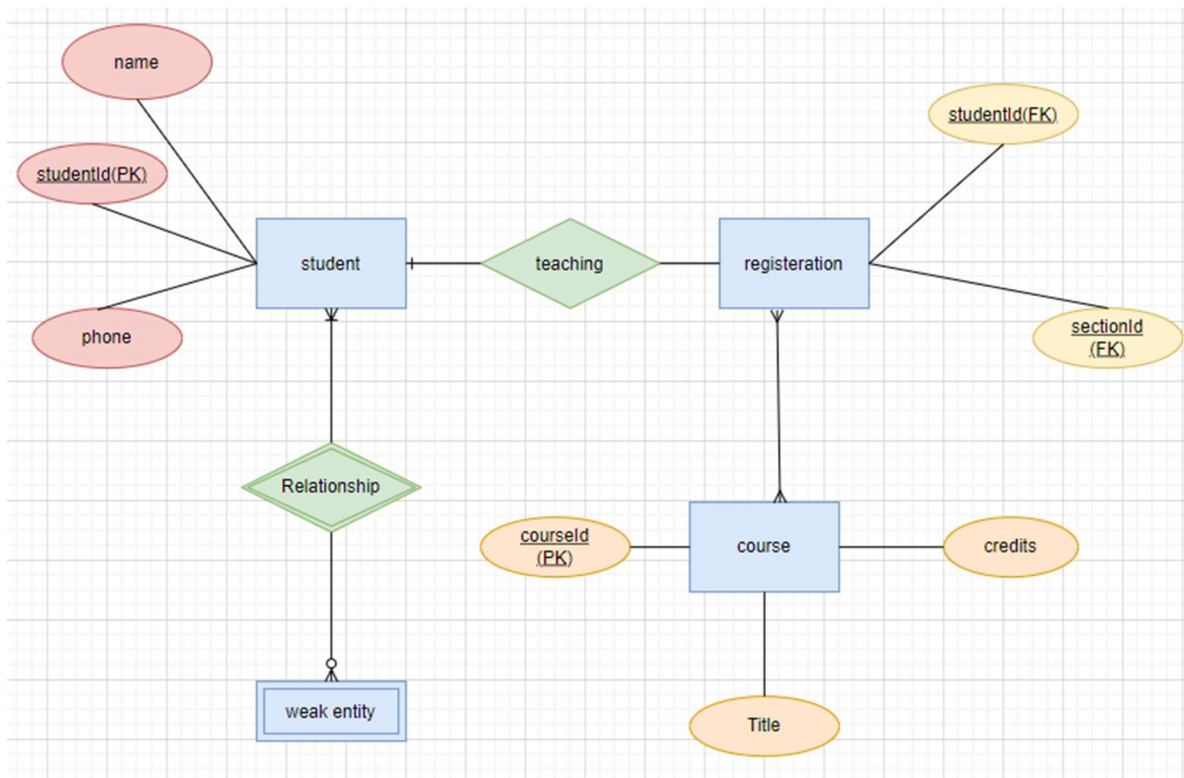 name
studentId(FK)
studentId(PK)
student
teaching
registeration
phone
sectionId
(FK)
Relationship
courseId
(PK)
course
credits
weak entity
Title